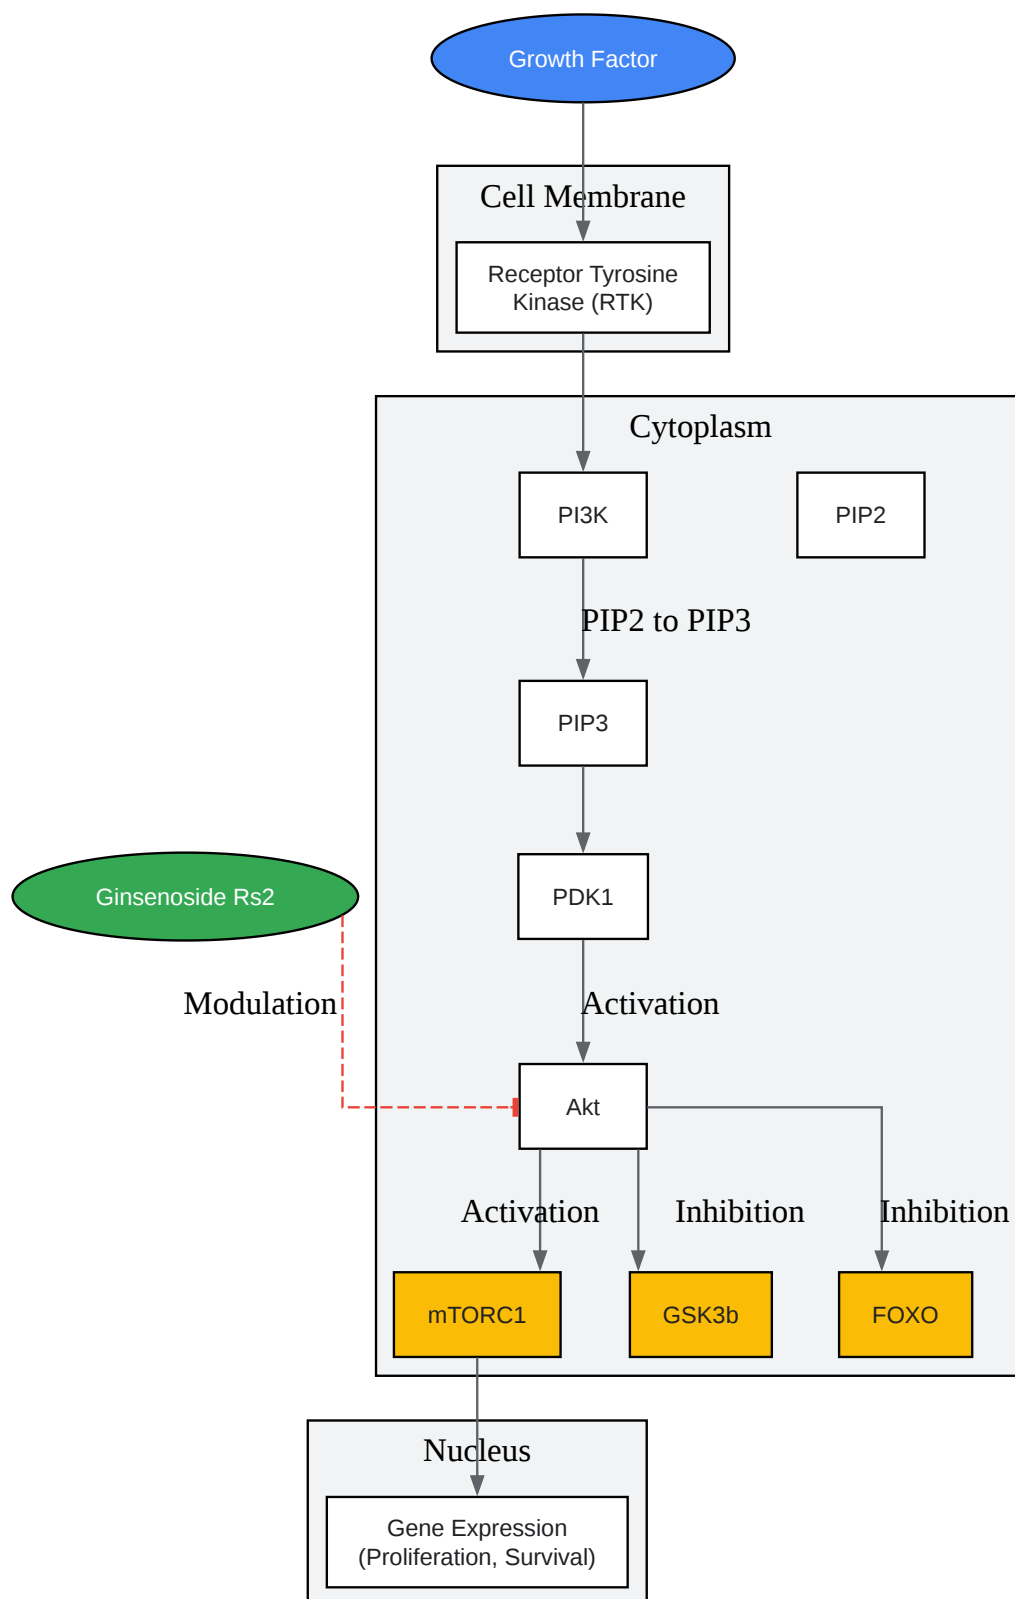 Growth Factor
Cell Membrane
Receptor Tyrosine
Kinase (RTK)
Cytoplasm
PI3K
PIP2
PIP2 to PIP3
PIP3
Ginsenoside Rs2
PDK1
Modulation
Activation
Akt
Activation
Inhibition
Inhibition
mTORC1
GSK3b
FOXO
Nucleus
Gene Expression
(Proliferation, Survival)